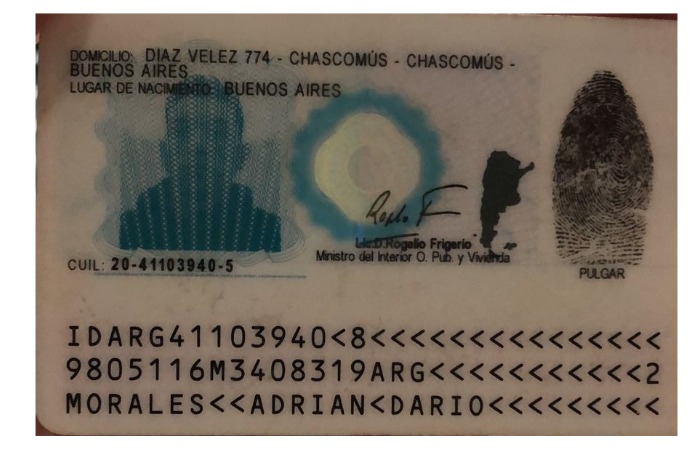 DOMICILIO: DIAZ VELEZ 774 - CHASCOMÚS - CHASCOMÚS -
BUENOS AIRES
LUGAR DE NACIMIENTO: BUENOS AIRES
Lic.D.Rogelio Frigerio
Ministro del Interior O. Pub. y Vivienda
CUIL: 20-41103940-5
PULGAR
IDARG41103940<8<<<<<<<<<<<<<<<
9805116M3408319ARG<<<<<<<<<<<2
MORALES<<ADRIAN<DARIO<<<<<<<<<